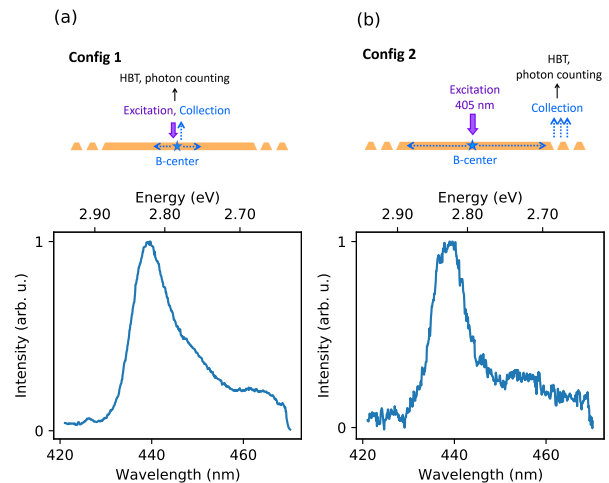 (a)
Config 1
HBT, photon counting
Excitation, Collection
B-center
Energy (eV)
2.90 2.80 2.70
1
0
Intensity (arb. u.)
420 440 460
Wavelength (nm)
(b)
Config 2
HBT,
photon counting
Excitation
405 nm
Collection
B-center
Energy (eV)
2.90 2.80 2.70
1
0
Intensity (arb. u.)
420 440 460
Wavelength (nm)